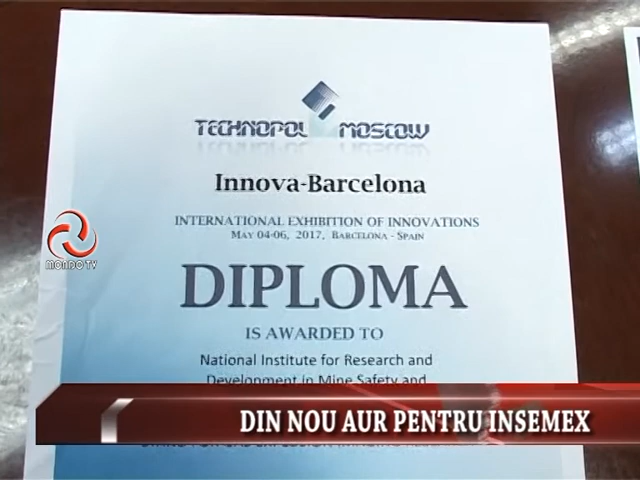 TECHNOPOL MOSCOW
Innova-Barcelona
INTERNATIONAL EXHIBITION OF INNOVATIONS
MAY 04-06, 2017, BARCELONA - SPAIN
DIPLOMA
IS AWARDED TO
National Institute for Research and
Development in Mine Safety and
MONDO TV
DIN NOU AUR PENTRU INSEMEX